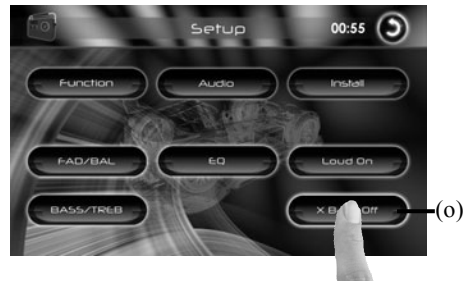 Setup 00:55
Function Audio Install
FAD/BAL EQ Loud On
BASS/TREB X B Off (o)